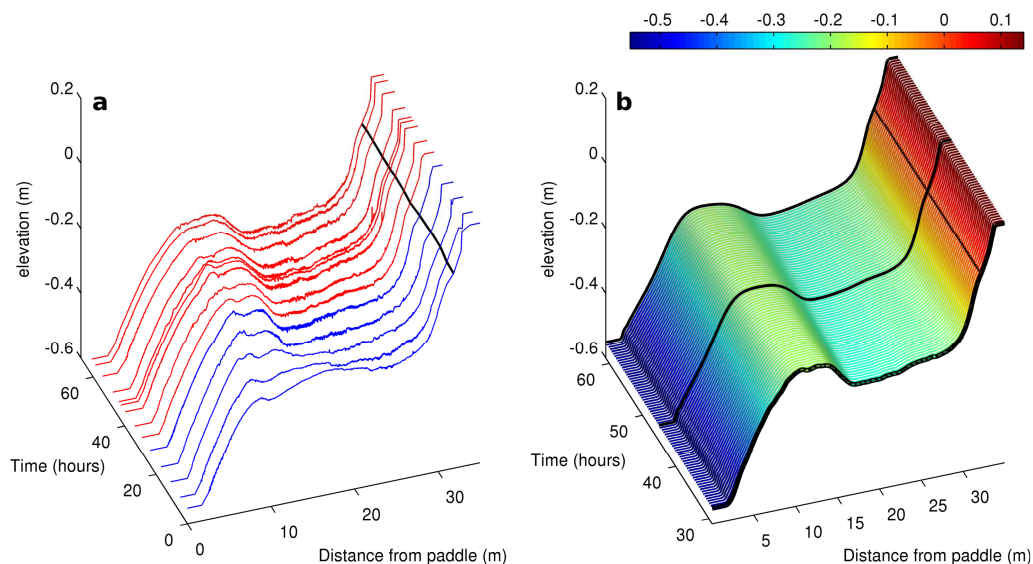 -0.5 -0.4 -0.3 -0.2 -0.1 0 0.1
a
0.2
0
-0.2
-0.4
-0.6
elevation (m)
60
40
20
0
Time (hours)
0 10 20 30
Distance from paddle (m)
b
0.2
0
-0.2
-0.4
-0.6
elevation (m)
60
50
40
30
Time (hours)
5 10 15 20 25 30
Distance from paddle (m)